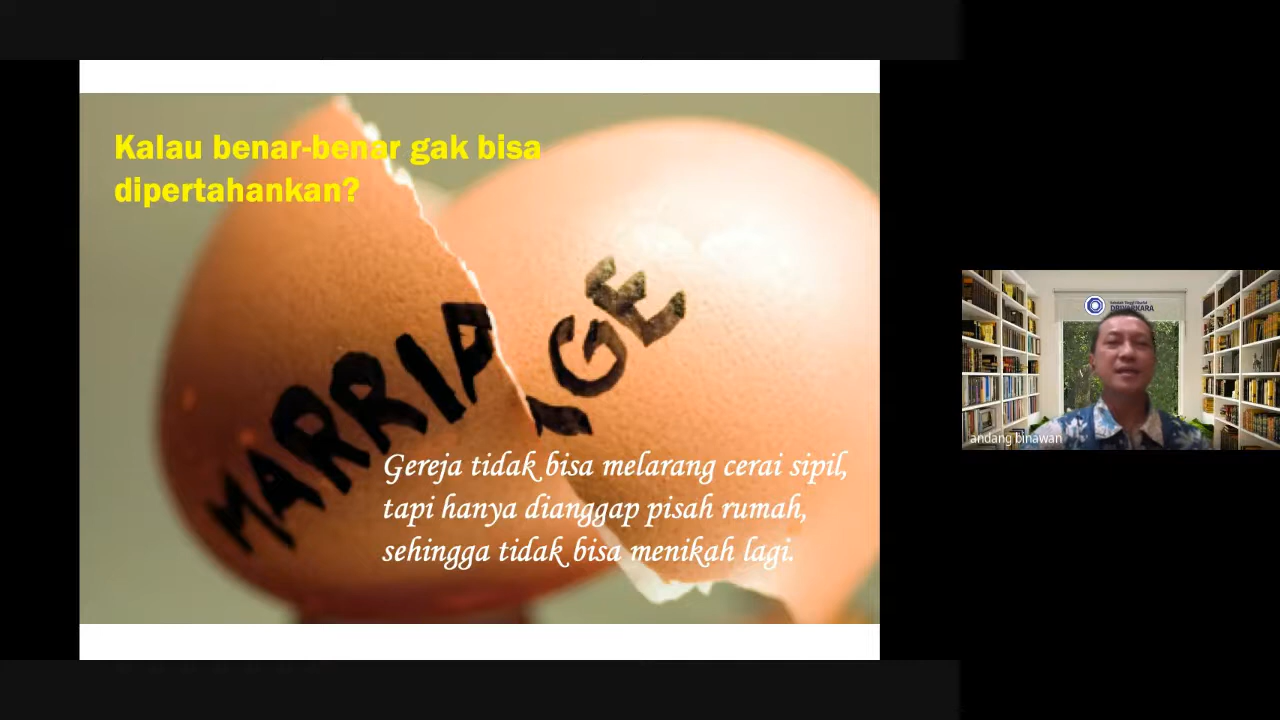 Kalau benar-benar gak bisa
dipertahankan?
MARRIAGE
Gereja tidak bisa melarang cerai sipil,
tapi hanya dianggap pisah rumah,
sehingga tidak bisa menikah lagi.
DRIYARKARA
andang binawan